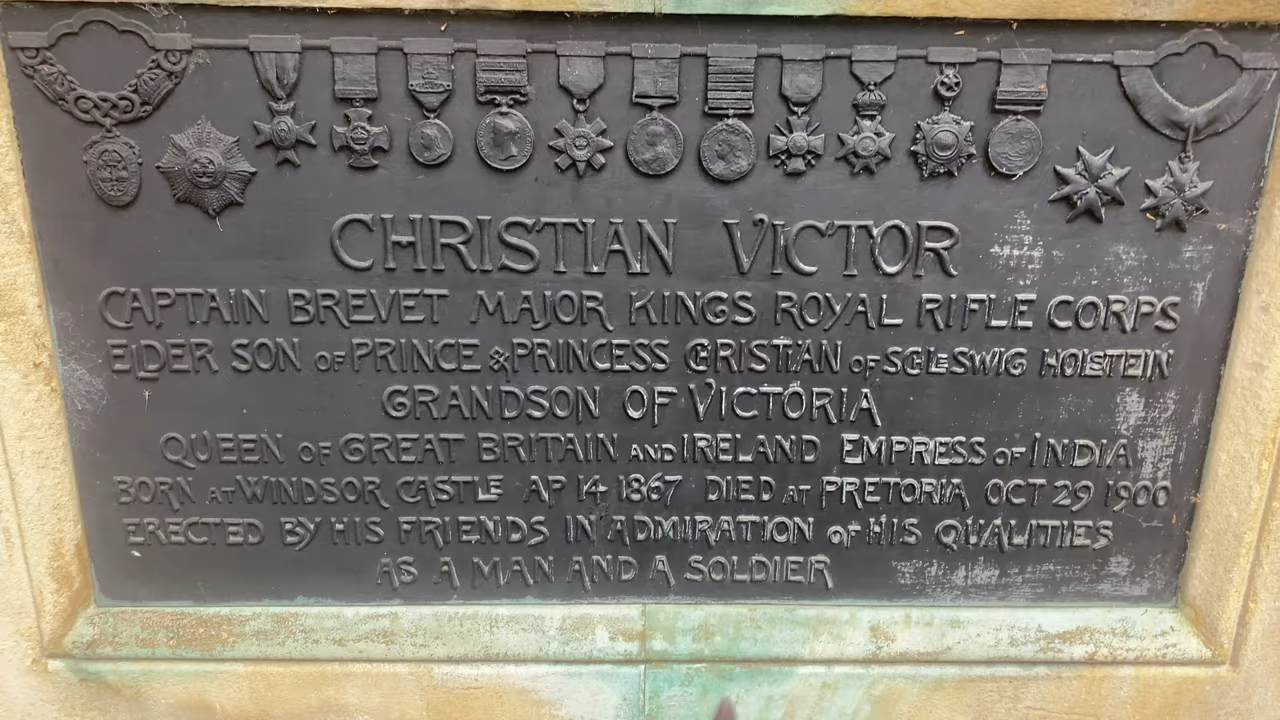 CHRISTIAN VICTOR
CAPTAIN BREVET MAJOR KINGS ROYAL RIFLE CORPS
ELDER SON OF PRINCE & PRINCESS CHRISTIAN OF SCHLESWIG HOLSTEIN
GRANDSON OF VICTORIA
QUEEN OF GREAT BRITAIN AND IRELAND EMPRESS OF INDIA
BORN AT WINDSOR CASTLE AP 14 1867 DIED AT PRETORIA OCT 29 1900
ERECTED BY HIS FRIENDS IN ADMIRATION OF HIS QUALITIES
AS A MAN AND A SOLDIER